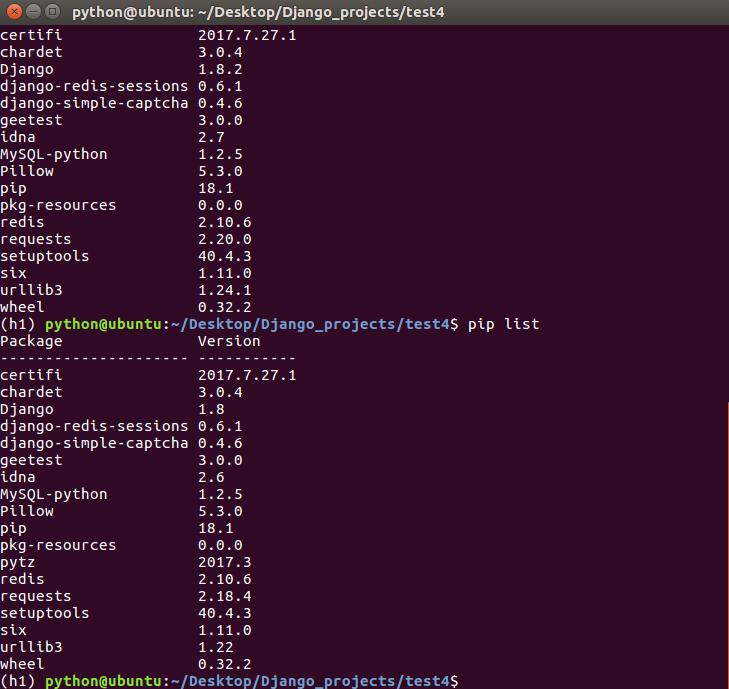 python@ubuntu: ~/Desktop/Django_projects/test4
certifi 2017.7.27.1
chardet 3.0.4
Django 1.8.2
django-redis-sessions 0.6.1
django-simple-captcha 0.4.6
geetest 3.0.0
idna 2.7
MySQL-python 1.2.5
Pillow 5.3.0
pip 18.1
pkg-resources 0.0.0
redis 2.10.6
requests 2.20.0
setuptools 40.4.3
six 1.11.0
urllib3 1.24.1
wheel 0.32.2
(h1) python@ubuntu:~/Desktop/Django_projects/test4$ pip list
Package Version
--------------------- -----------
certifi 2017.7.27.1
chardet 3.0.4
Django 1.8
django-redis-sessions 0.6.1
django-simple-captcha 0.4.6
geetest 3.0.0
idna 2.6
MySQL-python 1.2.5
Pillow 5.3.0
pip 18.1
pkg-resources 0.0.0
pytz 2017.3
redis 2.10.6
requests 2.18.4
setuptools 40.4.3
six 1.11.0
urllib3 1.22
wheel 0.32.2
(h1) python@ubuntu:~/Desktop/Django_projects/test4$